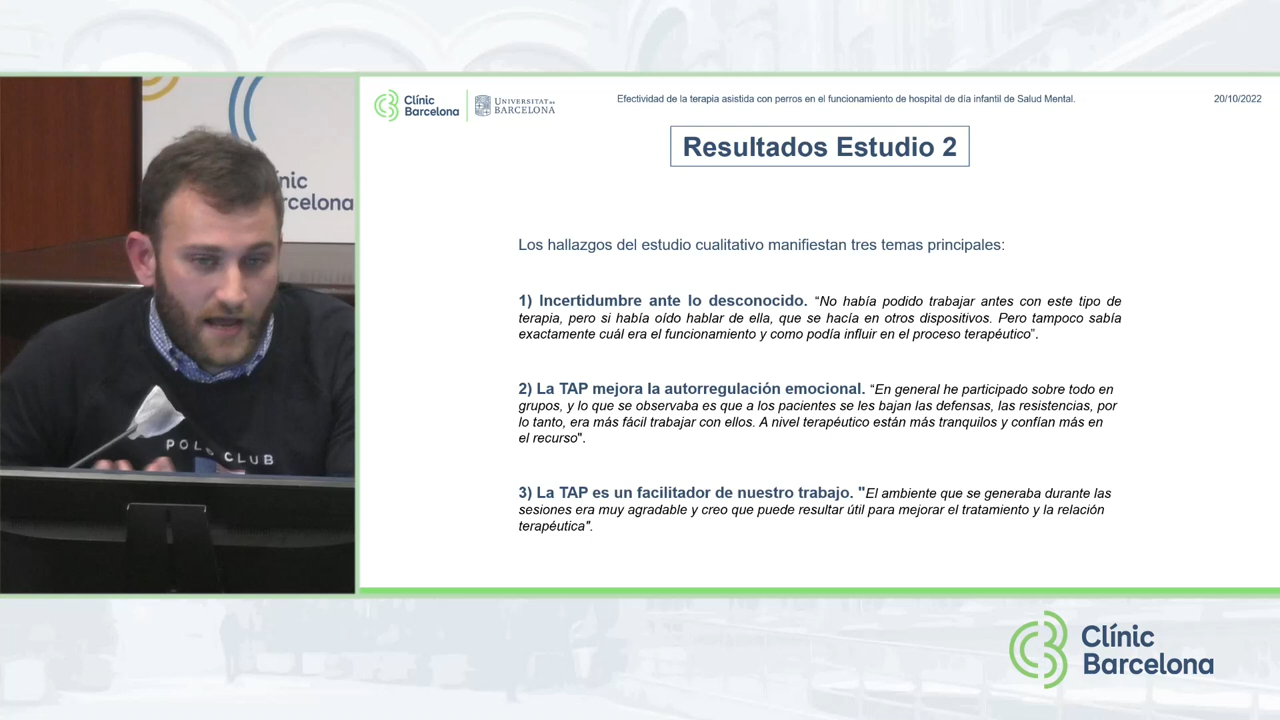 nic
rcelona
POLO CLUB
Clínic
Barcelona
UNIVERSITAT DE
BARCELONA
Efectividad de la terapia asistida con perros en el funcionamiento de hospital de día infantil de Salud Mental.
20/10/2022
Resultados Estudio 2
Los hallazgos del estudio cualitativo manifiestan tres temas principales:
1) Incertidumbre ante lo desconocido. “No había podido trabajar antes con este tipo de
terapia, pero si había oído hablar de ella, que se hacía en otros dispositivos. Pero tampoco sabía
exactamente cuál era el funcionamiento y como podía influir en el proceso terapéutico”.
2) La TAP mejora la autorregulación emocional. “En general he participado sobre todo en
grupos, y lo que se observaba es que a los pacientes se les bajan las defensas, las resistencias, por
lo tanto, era más fácil trabajar con ellos. A nivel terapéutico están más tranquilos y confían más en
el recurso".
3) La TAP es un facilitador de nuestro trabajo. "El ambiente que se generaba durante las
sesiones era muy agradable y creo que puede resultar útil para mejorar el tratamiento y la relación
terapéutica".
Clínic
Barcelona